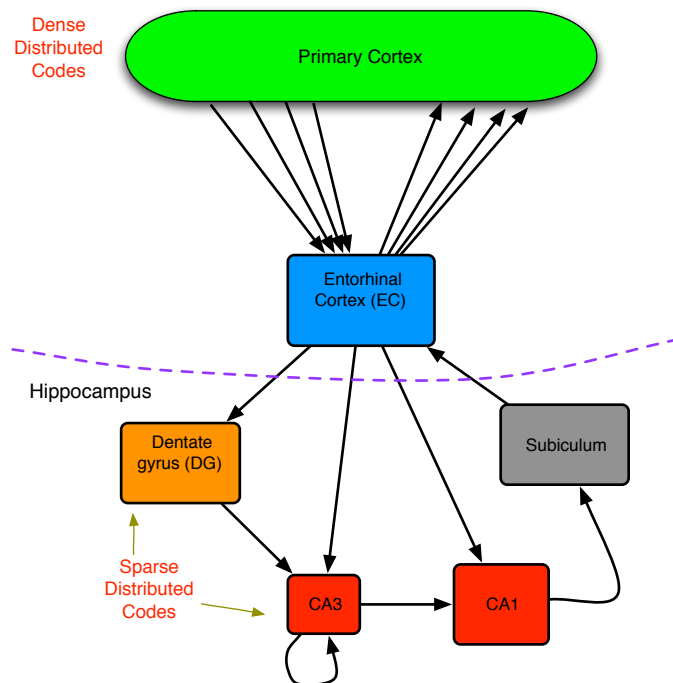 Dense
Distributed
Codes
Primary Cortex
Entorhinal
Cortex (EC)
Hippocampus
Dentate
gyrus (DG)
Subiculum
Sparse
Distributed
Codes
CA3
CA1